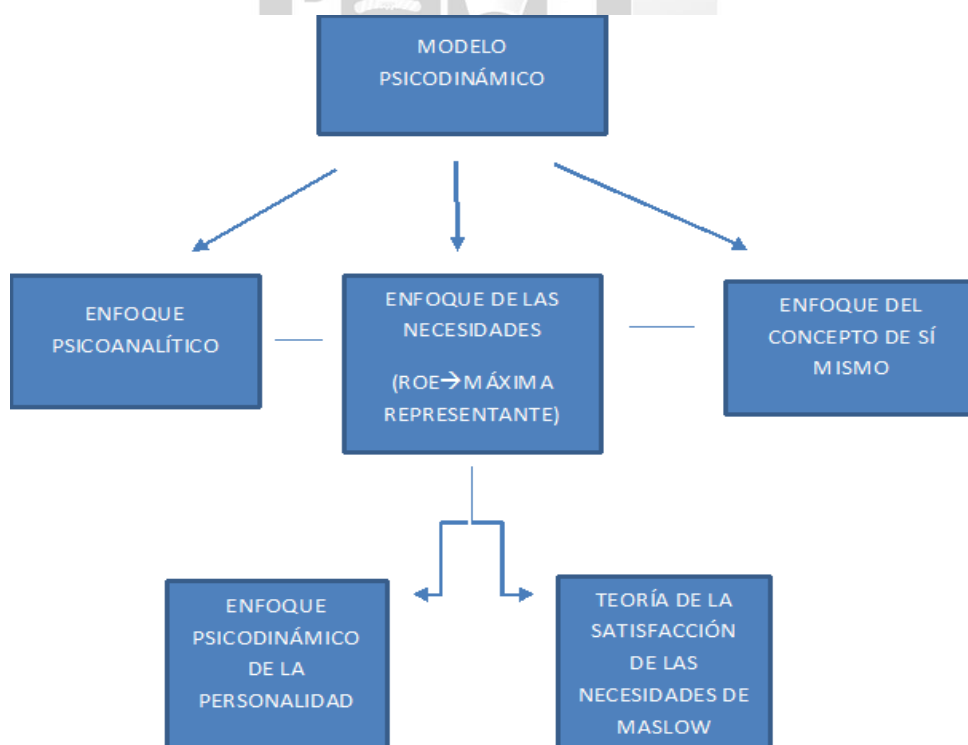 MODELO
PSICODINÁMICO
ENFOQUE
PSICOANALÍTICO
ENFOQUE DE LAS
NECESIDADES
(ROE→MÁXIMA
REPRESENTANTE)
ENFOQUE DEL
CONCEPTO DE SÍ
MISMO
ENFOQUE
PSICODINÁMICO
DE LA
PERSONALIDAD
TEORÍA DE LA
SATISFACCIÓN
DE LAS
NECESIDADES DE
MASLOW